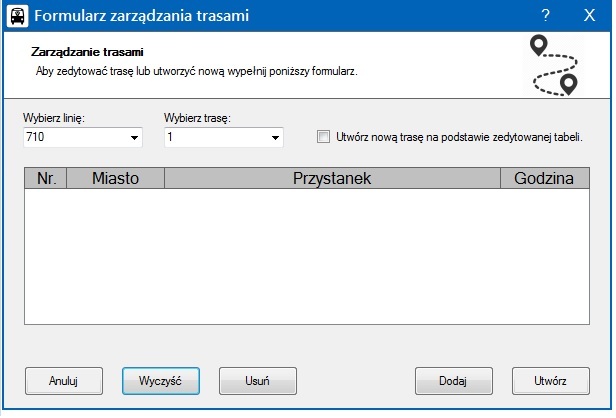 Formularz zarządzania trasami ? X
Zarządzanie trasami
Aby zedytować trasę lub utworzyć nową wypełnij poniższy formularz.
Wybierz linię: Wybierz trasę:
710 1 Utwórz nową trasę na podstawie zedytowanej tabeli.
Nr. Miasto Przystanek Godzina
Anuluj Wyczyść Usuń Dodaj Utwórz